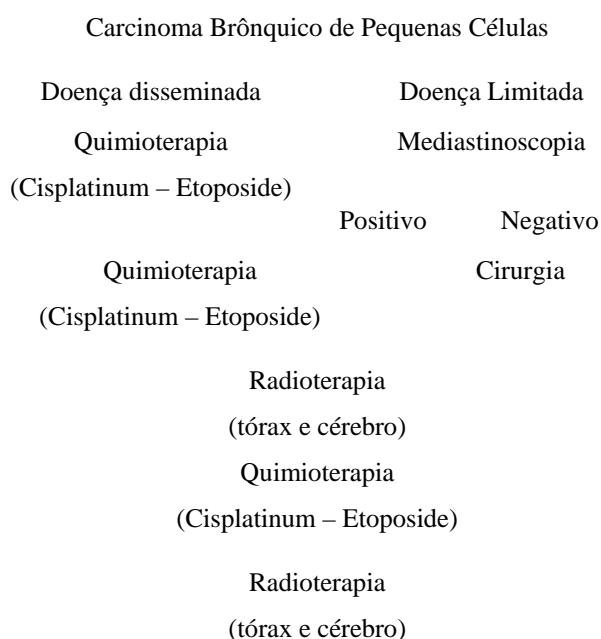 Carcinoma Brônquico de Pequenas Células
Doença disseminada Doença Limitada
Quimioterapia Mediastinoscopia
(Cisplatinum – Etoposide)
Positivo Negativo
Quimioterapia Cirurgia
(Cisplatinum – Etoposide)
Radioterapia
(tórax e cérebro)
Quimioterapia
(Cisplatinum – Etoposide)
Radioterapia
(tórax e cérebro)